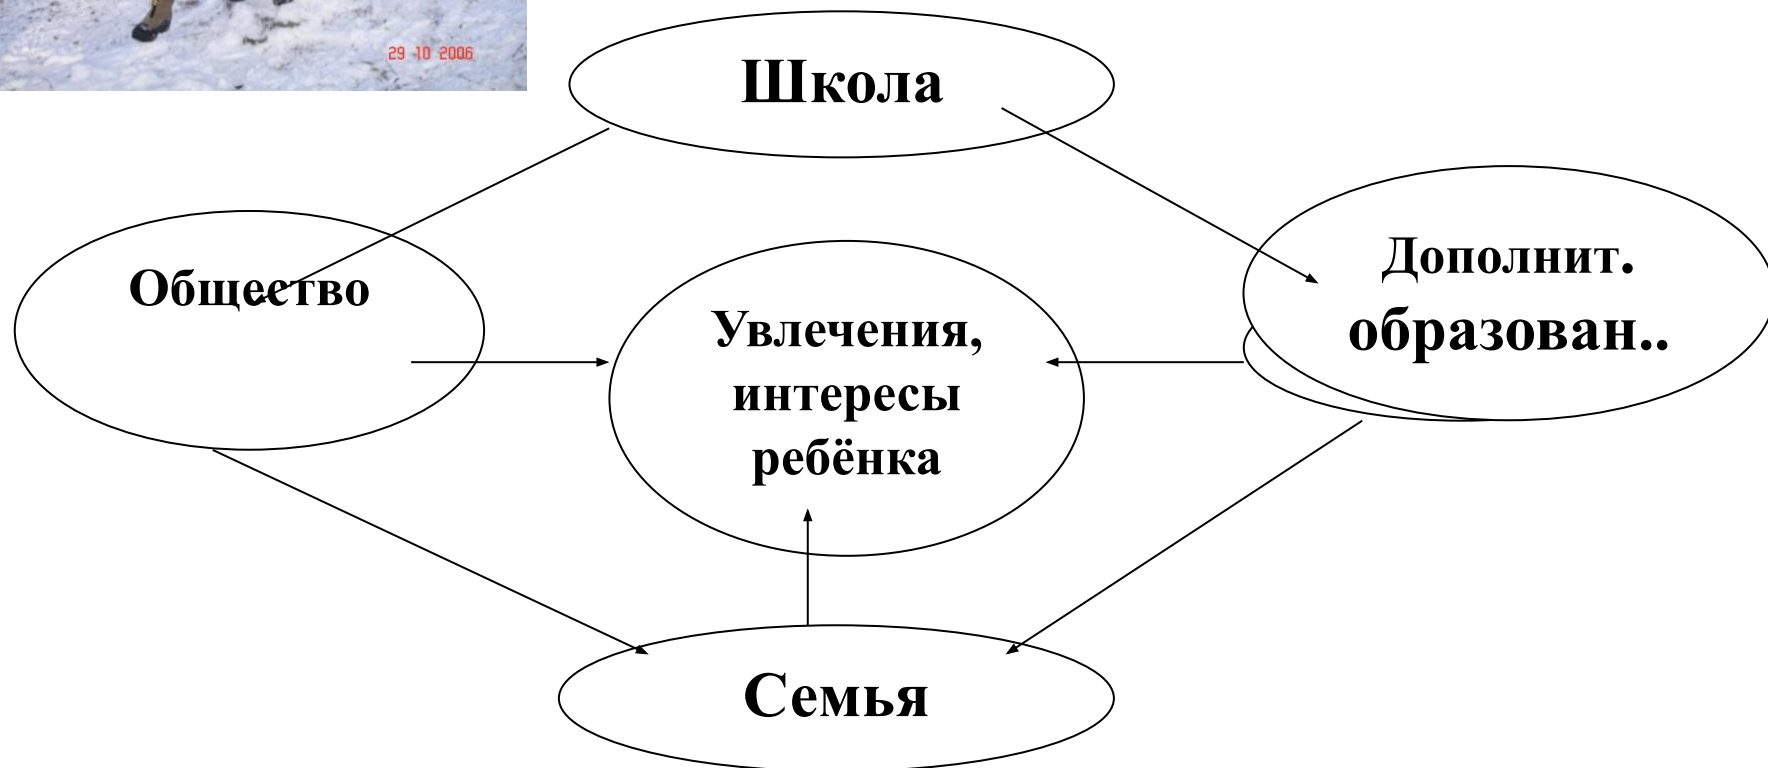 29 10 2006
Школа
Общество
Дополнит.
образован..
Увлечения,
интересы
ребёнка
Семья